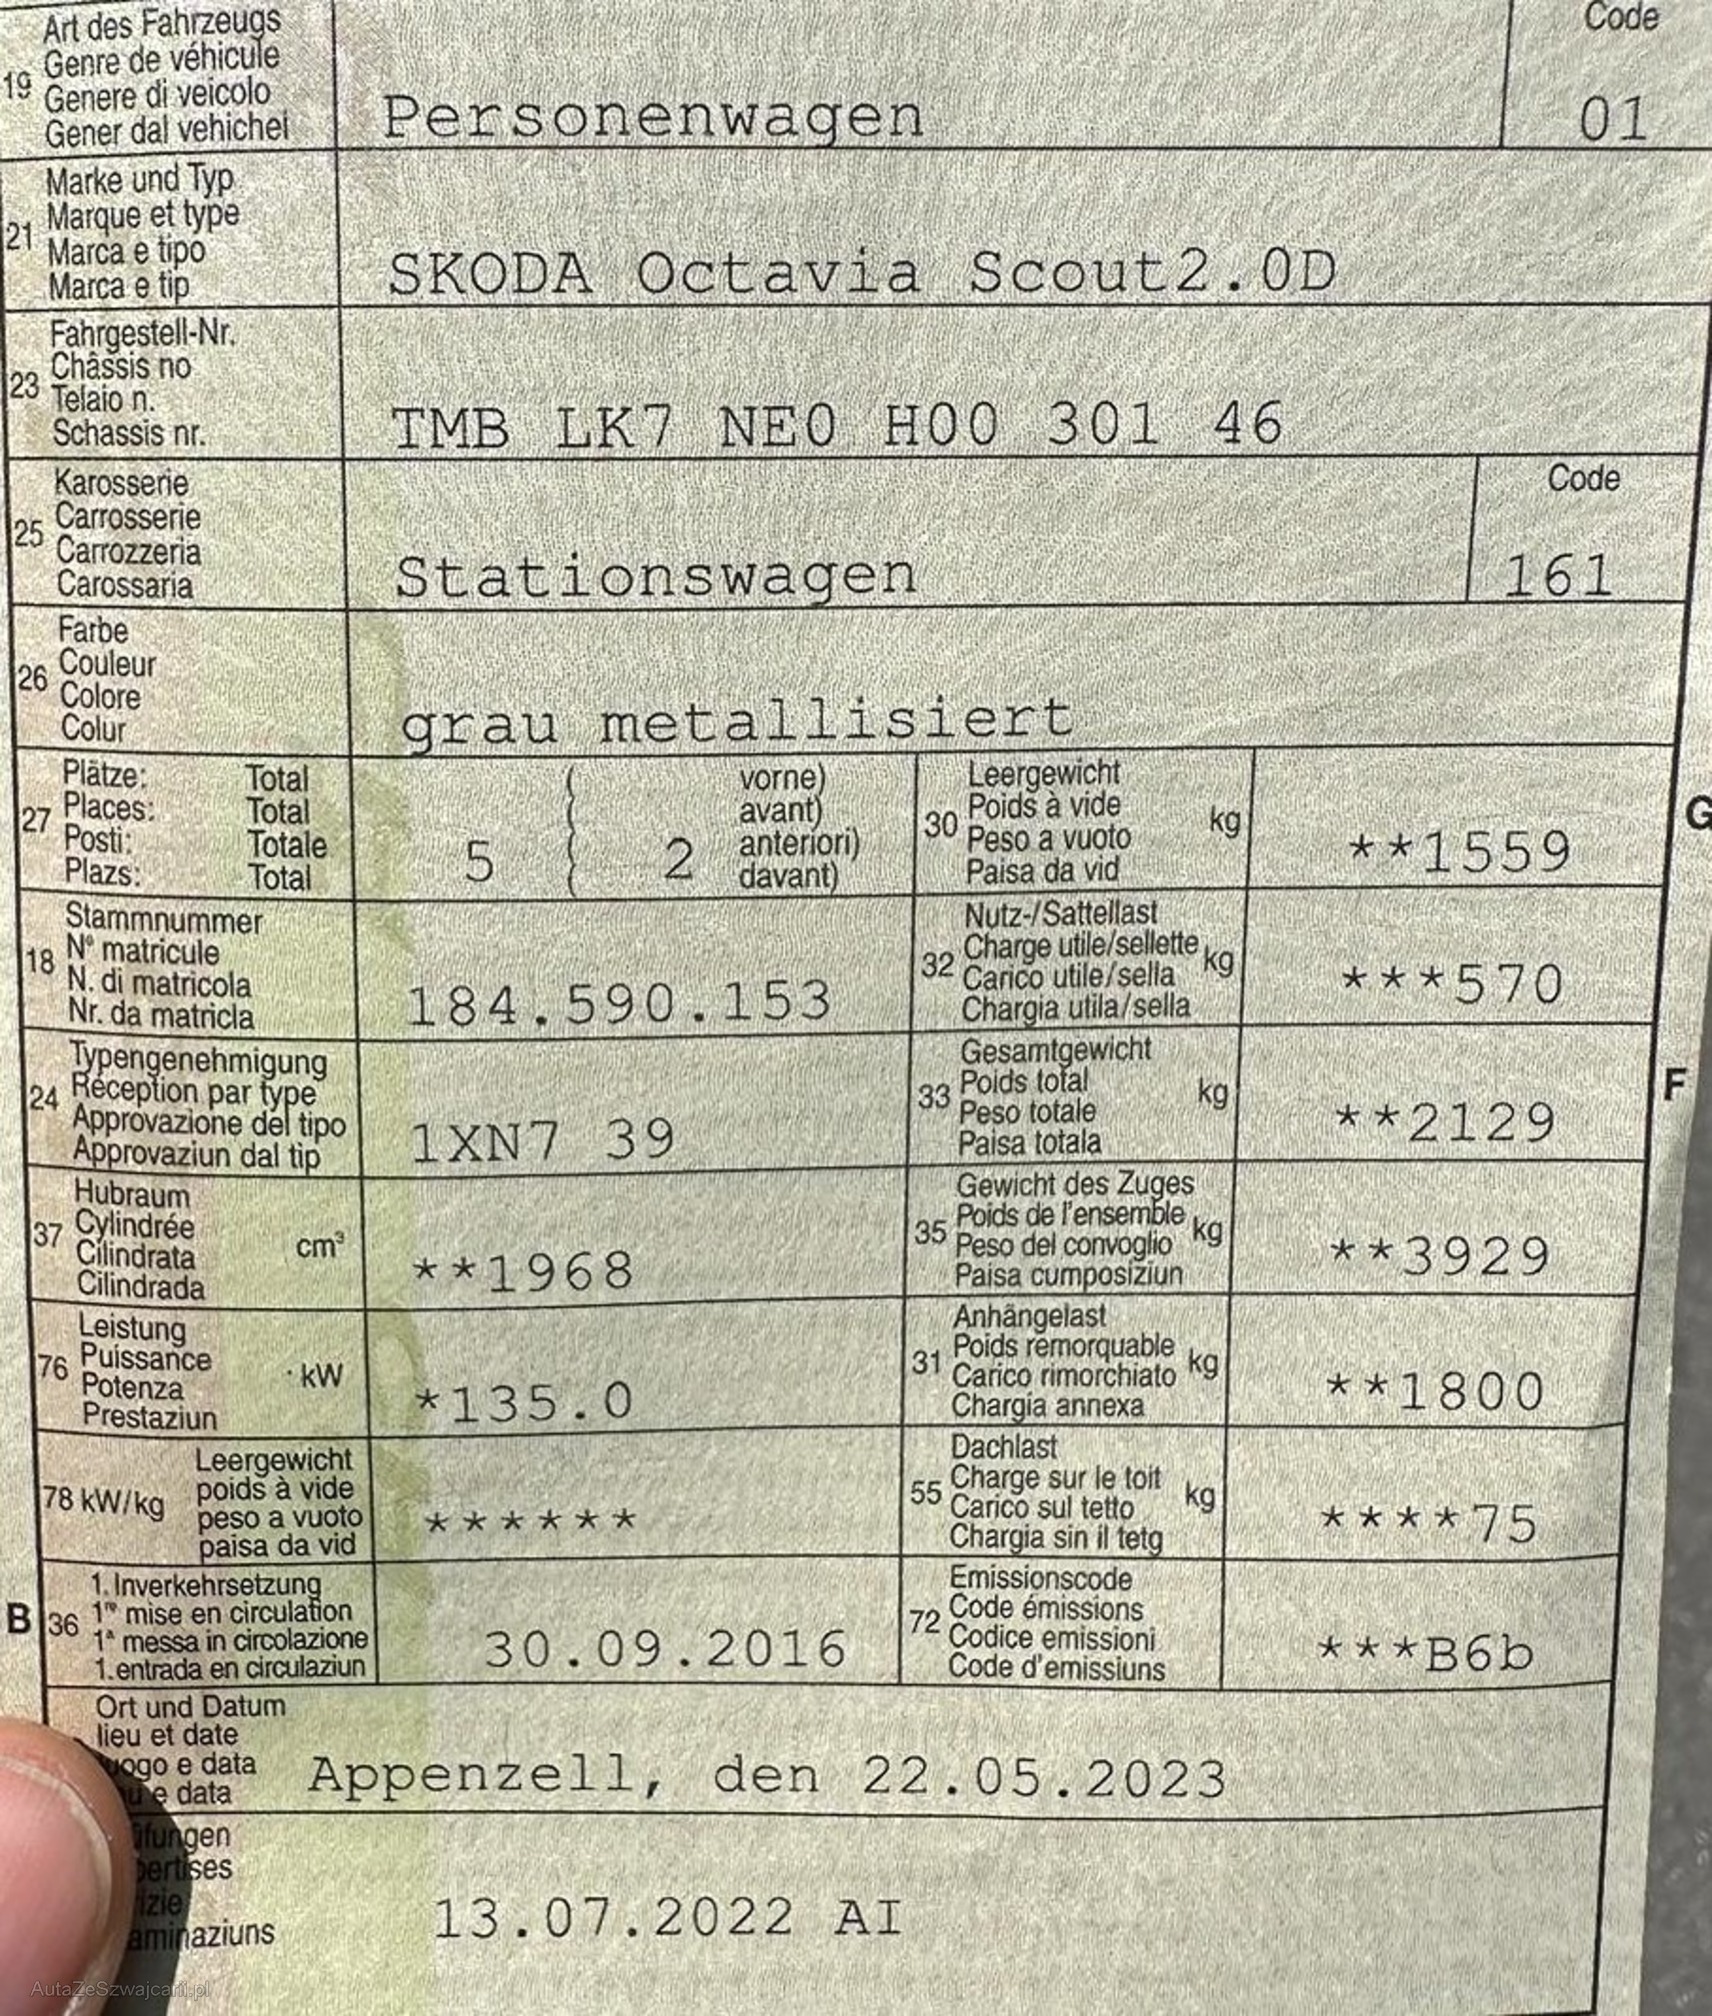 Art des Fahrzeugs
Genre de véhicule
19
Genere di veicolo
Gener dal vehichel
Personenwagen
Code
01
Marke und Typ
Marque et type
21
Marca e tipo
Marca e tip
SKODA Octavia Scout2.0D
Fahrgestell-Nr.
Châssis no
23
Telaio n.
Schassis nr.
TMB LK7 NE0 H00 301 46
Karosserie
Carrosserie
25
Carrozzeria
Carossaria
Stationswagen
Code
161
Farbe
Couleur
26
Colore
Colur
grau metallisiert
Plätze: Total
Places: Total
27
Posti: Totale
Plazs: Total
5 ( 2
vorne)
avant)
anteriori)
davant)
Leergewicht
Poids à vide
30 kg
Peso a vuoto
Paisa da vid
**1559
G
Stammnummer
N° matricule
18
N. di matricola
Nr. da matricla
184.590.153
Nutz-/Sattellast
Charge utile/sellette
32 kg
Carico utile/sella
Chargia utila/sella
***570
Typengenehmigung
Réception par type
24
Approvazione del tipo
Approvaziun dal tip
1XN7 39
Gesamtgewicht
Poids total
33 kg
Peso totale
Paisa totala
**2129
F
Hubraum
Cylindrée
37 cm³
Cilindrata
Cilindrada
**1968
Gewicht des Zuges
Poids de l'ensemble
35 kg
Peso del convoglio
Paisa cumposiziun
**3929
Leistung
Puissance
76 kW
Potenza
Prestaziun
*135.0
Anhängelast
Poids remorquable
31 kg
Carico rimorchiato
Chargia annexa
**1800
Leergewicht
poids à vide
78 kW/kg
peso a vuoto
paisa da vid
******
Dachlast
Charge sur le toit
55 kg
Carico sul tetto
Chargia sin il tetg
****75
B
1. Inverkehrsetzung
1re mise en circulation
36
1a messa in circolazione
1. entrada en circulaziun
30.09.2016
Emissionscode
Code émissions
72
Codice emissioni
Code d'emissiuns
***B6b
Ort und Datum
lieu et date
e data
e data
Appenzell, den 22.05.2023
13.07.2022 AI
AutaZeSzwajcarii.pl